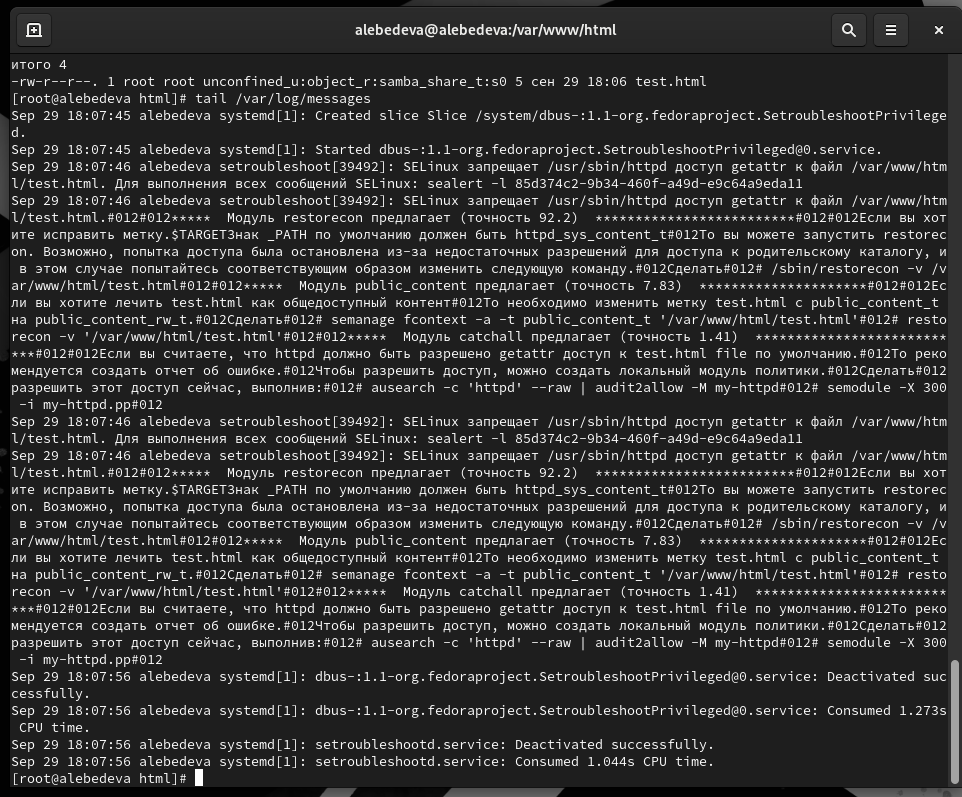 alebedeva@alebedeva:/var/www/html
итого 4
-rw-r--r--. 1 root root unconfined_u:object_r:samba_share_t:s0 5 сен 29 18:06 test.html
[root@alebedeva html]# tail /var/log/messages
Sep 29 18:07:45 alebedeva systemd[1]: Created slice Slice /system/dbus-:1.1-org.fedoraproject.SetroubleshootPrivilege
d.
Sep 29 18:07:45 alebedeva systemd[1]: Started dbus-:1.1-org.fedoraproject.SetroubleshootPrivileged@0.service.
Sep 29 18:07:46 alebedeva setroubleshoot[39492]: SELinux запрещает /usr/sbin/httpd доступ getattr к файл /var/www/htm
l/test.html. Для выполнения всех сообщений SELinux: sealert -l 85d374c2-9b34-460f-a49d-e9c64a9eda11
Sep 29 18:07:46 alebedeva setroubleshoot[39492]: SELinux запрещает /usr/sbin/httpd доступ getattr к файл /var/www/htm
l/test.html.#012#012*****  Модуль restorecon предлагает (точность 92.2)  *************************#012#012Если вы хот
ите исправить метку.$TARGETЗнак _PATH по умолчанию должен быть httpd_sys_content_t#012То вы можете запустить restorec
on. Возможно, попытка доступа была остановлена из-за недостаточных разрешений для доступа к родительскому каталогу, и
 в этом случае попытайтесь соответствующим образом изменить следующую команду.#012Сделать#012# /sbin/restorecon -v /v
ar/www/html/test.html#012#012*****  Модуль public_content предлагает (точность 7.83)  *********************#012#012Ес
ли вы хотите лечить test.html как общедоступный контент#012То необходимо изменить метку test.html с public_content_t
на public_content_rw_t.#012Сделать#012# semanage fcontext -a -t public_content_t '/var/www/html/test.html'#012# resto
recon -v '/var/www/html/test.html'#012#012*****  Модуль catchall предлагает (точность 1.41)  ************************
***#012#012Если вы считаете, что httpd должно быть разрешено getattr доступ к test.html file по умолчанию.#012То реко
мендуется создать отчет об ошибке.#012Чтобы разрешить доступ, можно создать локальный модуль политики.#012Сделать#012
разрешить этот доступ сейчас, выполнив:#012# ausearch -c 'httpd' --raw | audit2allow -M my-httpd#012# semodule -X 300
 -i my-httpd.pp#012
Sep 29 18:07:46 alebedeva setroubleshoot[39492]: SELinux запрещает /usr/sbin/httpd доступ getattr к файл /var/www/htm
l/test.html. Для выполнения всех сообщений SELinux: sealert -l 85d374c2-9b34-460f-a49d-e9c64a9eda11
Sep 29 18:07:46 alebedeva setroubleshoot[39492]: SELinux запрещает /usr/sbin/httpd доступ getattr к файл /var/www/htm
l/test.html.#012#012*****  Модуль restorecon предлагает (точность 92.2)  *************************#012#012Если вы хот
ите исправить метку.$TARGETЗнак _PATH по умолчанию должен быть httpd_sys_content_t#012То вы можете запустить restorec
on. Возможно, попытка доступа была остановлена из-за недостаточных разрешений для доступа к родительскому каталогу, и
 в этом случае попытайтесь соответствующим образом изменить следующую команду.#012Сделать#012# /sbin/restorecon -v /v
ar/www/html/test.html#012#012*****  Модуль public_content предлагает (точность 7.83)  *********************#012#012Ес
ли вы хотите лечить test.html как общедоступный контент#012То необходимо изменить метку test.html с public_content_t
на public_content_rw_t.#012Сделать#012# semanage fcontext -a -t public_content_t '/var/www/html/test.html'#012# resto
recon -v '/var/www/html/test.html'#012#012*****  Модуль catchall предлагает (точность 1.41)  ************************
***#012#012Если вы считаете, что httpd должно быть разрешено getattr доступ к test.html file по умолчанию.#012То реко
мендуется создать отчет об ошибке.#012Чтобы разрешить доступ, можно создать локальный модуль политики.#012Сделать#012
разрешить этот доступ сейчас, выполнив:#012# ausearch -c 'httpd' --raw | audit2allow -M my-httpd#012# semodule -X 300
 -i my-httpd.pp#012
Sep 29 18:07:56 alebedeva systemd[1]: dbus-:1.1-org.fedoraproject.SetroubleshootPrivileged@0.service: Deactivated suc
cessfully.
Sep 29 18:07:56 alebedeva systemd[1]: dbus-:1.1-org.fedoraproject.SetroubleshootPrivileged@0.service: Consumed 1.273s
 CPU time.
Sep 29 18:07:56 alebedeva systemd[1]: setroubleshootd.service: Deactivated successfully.
Sep 29 18:07:56 alebedeva systemd[1]: setroubleshootd.service: Consumed 1.044s CPU time.
[root@alebedeva html]#